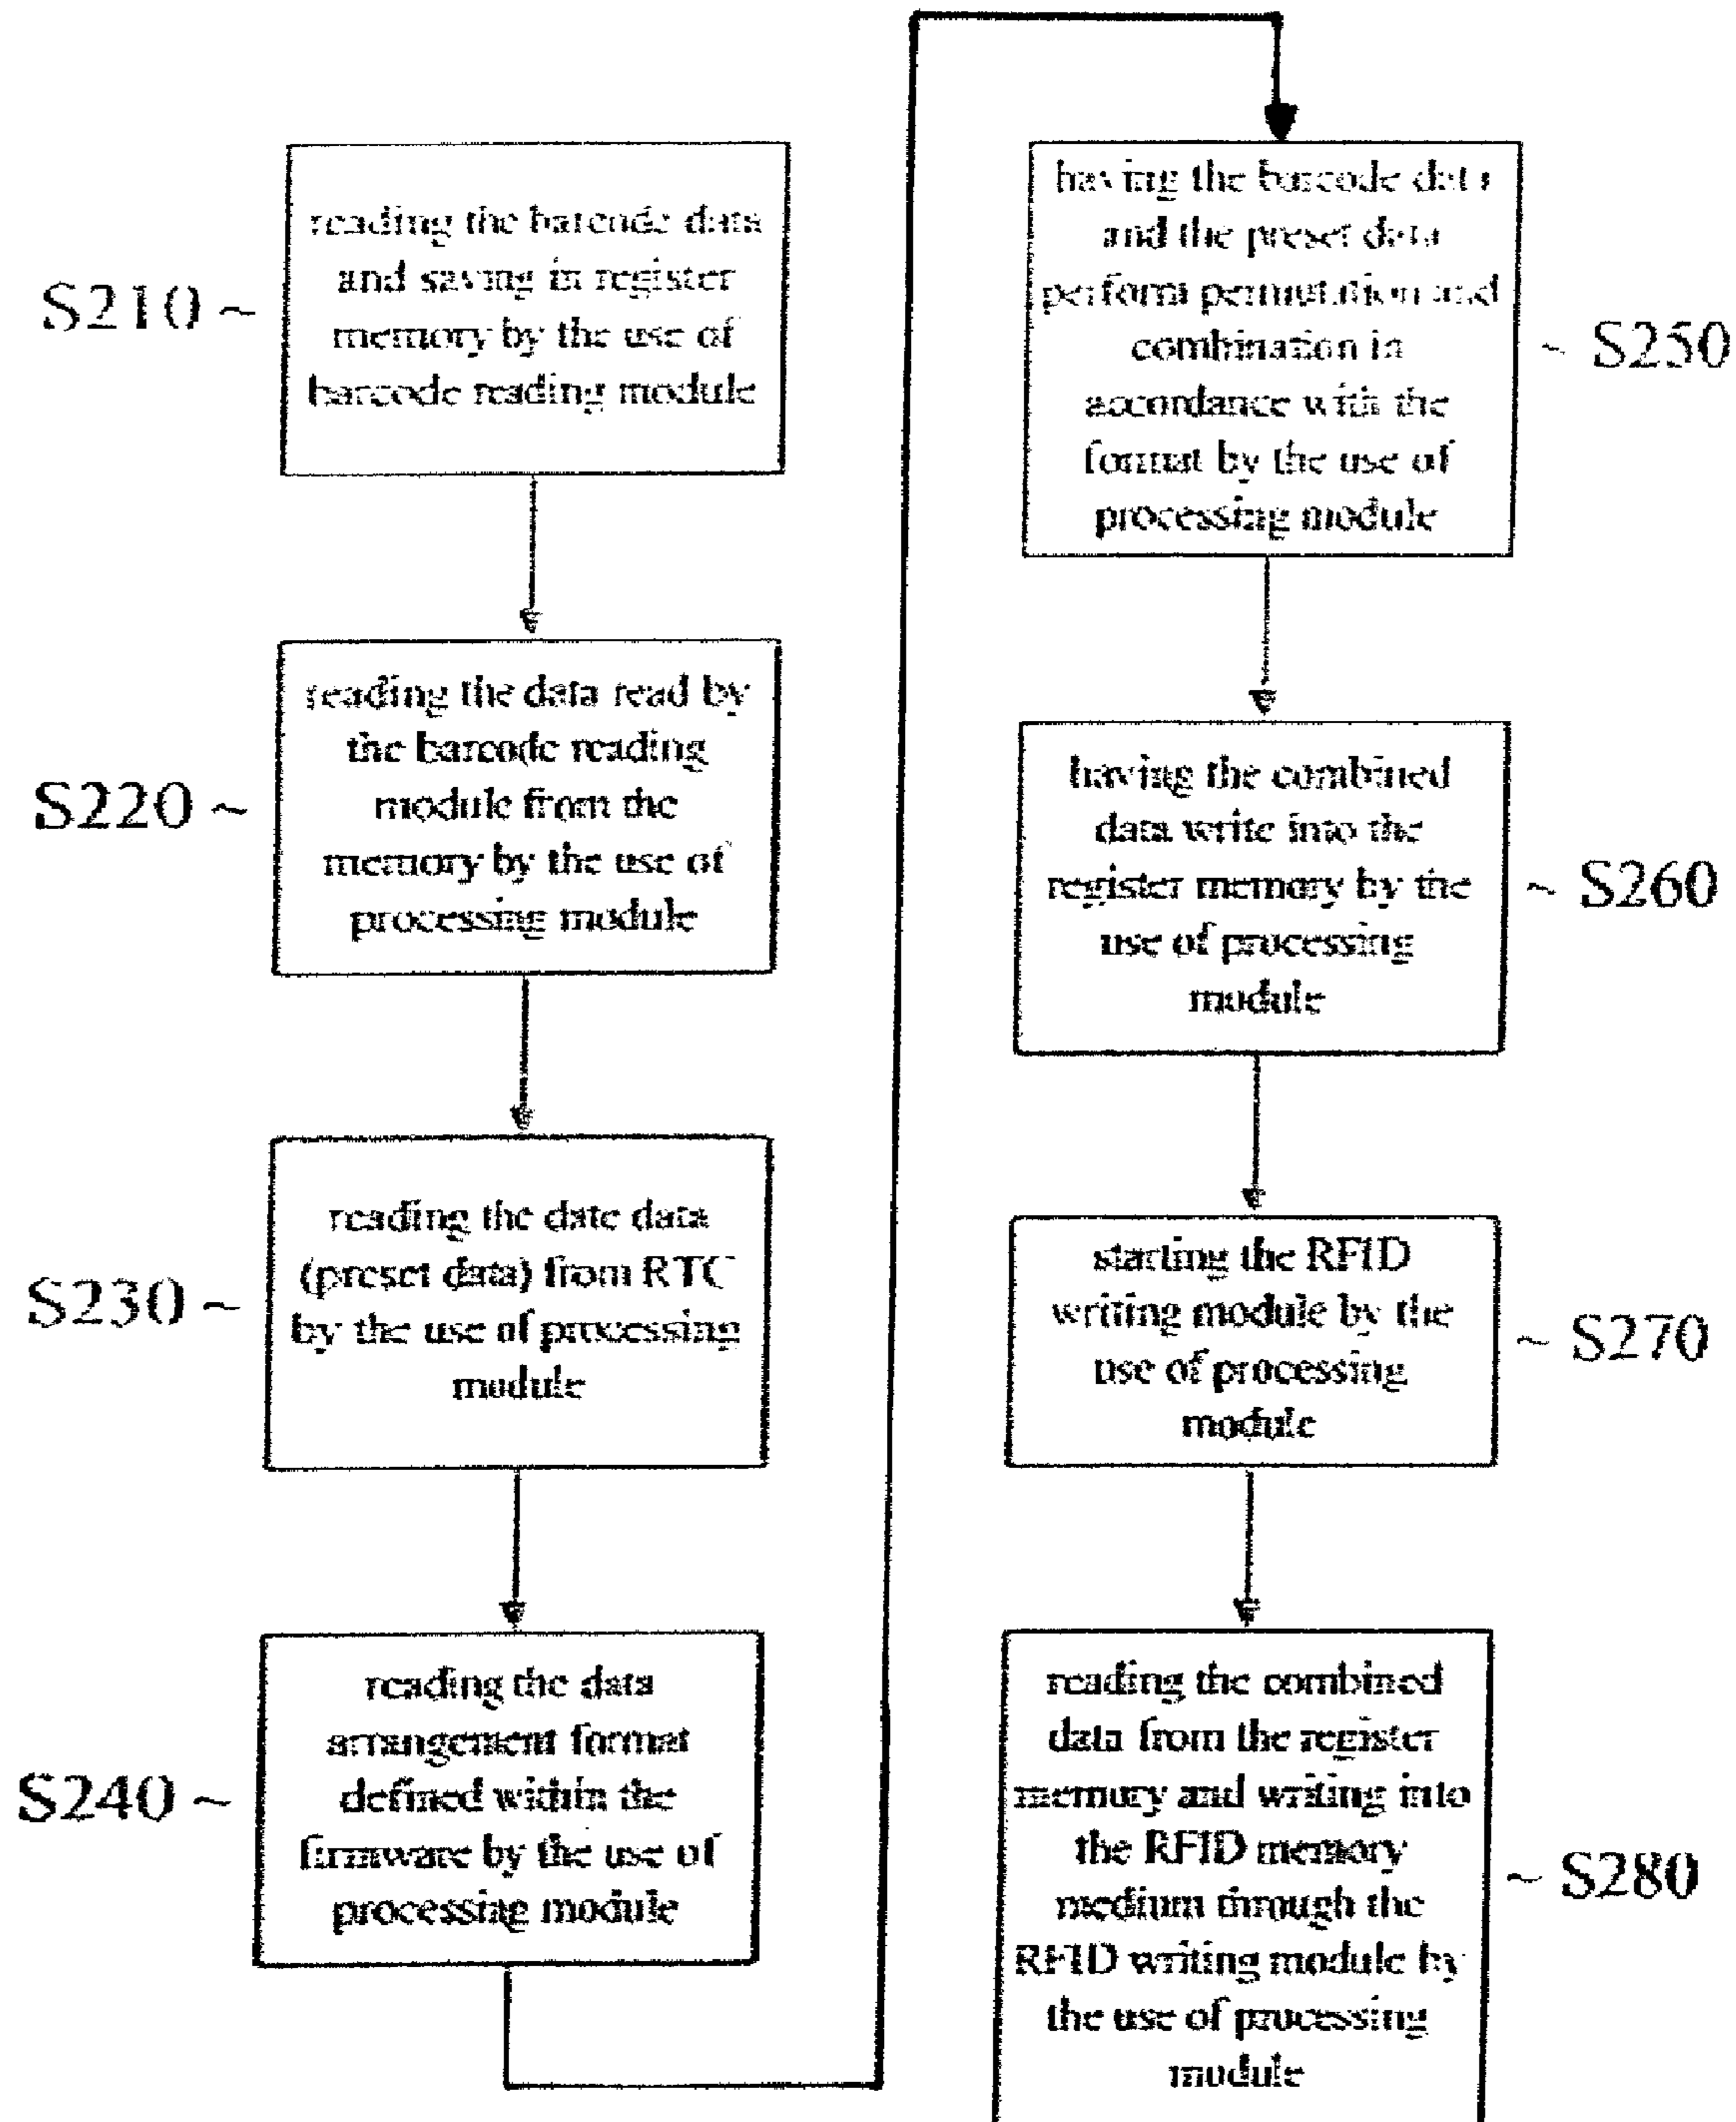 S210 ~
reading the barcode data
and saving in register
memory by the use of
barcode reading module
S220 ~
reading the data read by
the barcode reading
module from the
memory by the use of
processing module
S230 ~
reading the date data
(preset data) from RTC
by the use of processing
module
S240 ~
reading the data
arrangement format
defined within the
firmware by the use of
processing module
having the barcode data
and the preset data
perform permutation and
combination in
accordance with the
format by the use of
processing module
~ S250
having the combined
data write into the
register memory by the
use of processing
module
~ S260
starting the RFID
writing module by the
use of processing
module
~ S270
reading the combined
data from the register
memory and writing into
the RFID memory
medium through the
RFID writing module by
the use of processing
module
~ S280